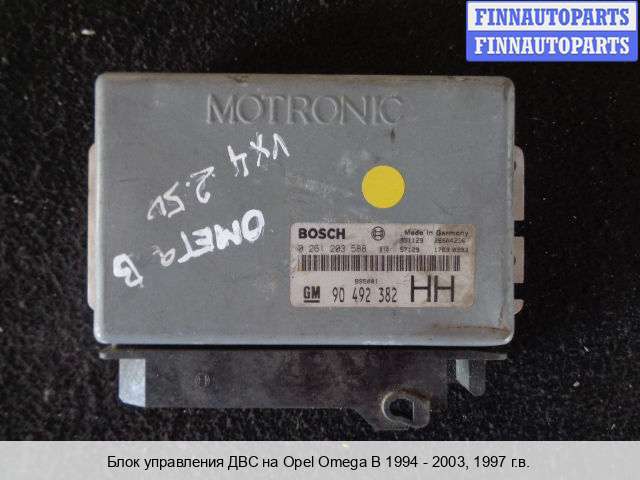 FINNAUTOPARTS
FINNAUTOPARTS
MOTRONIC
VX4 2.5v
OMEGA B
BOSCH
Made in Germany
0 261 203 588
GM 90 492 382 HH
Блок управления ДВС на Opel Omega B 1994 - 2003, 1997 г.в.